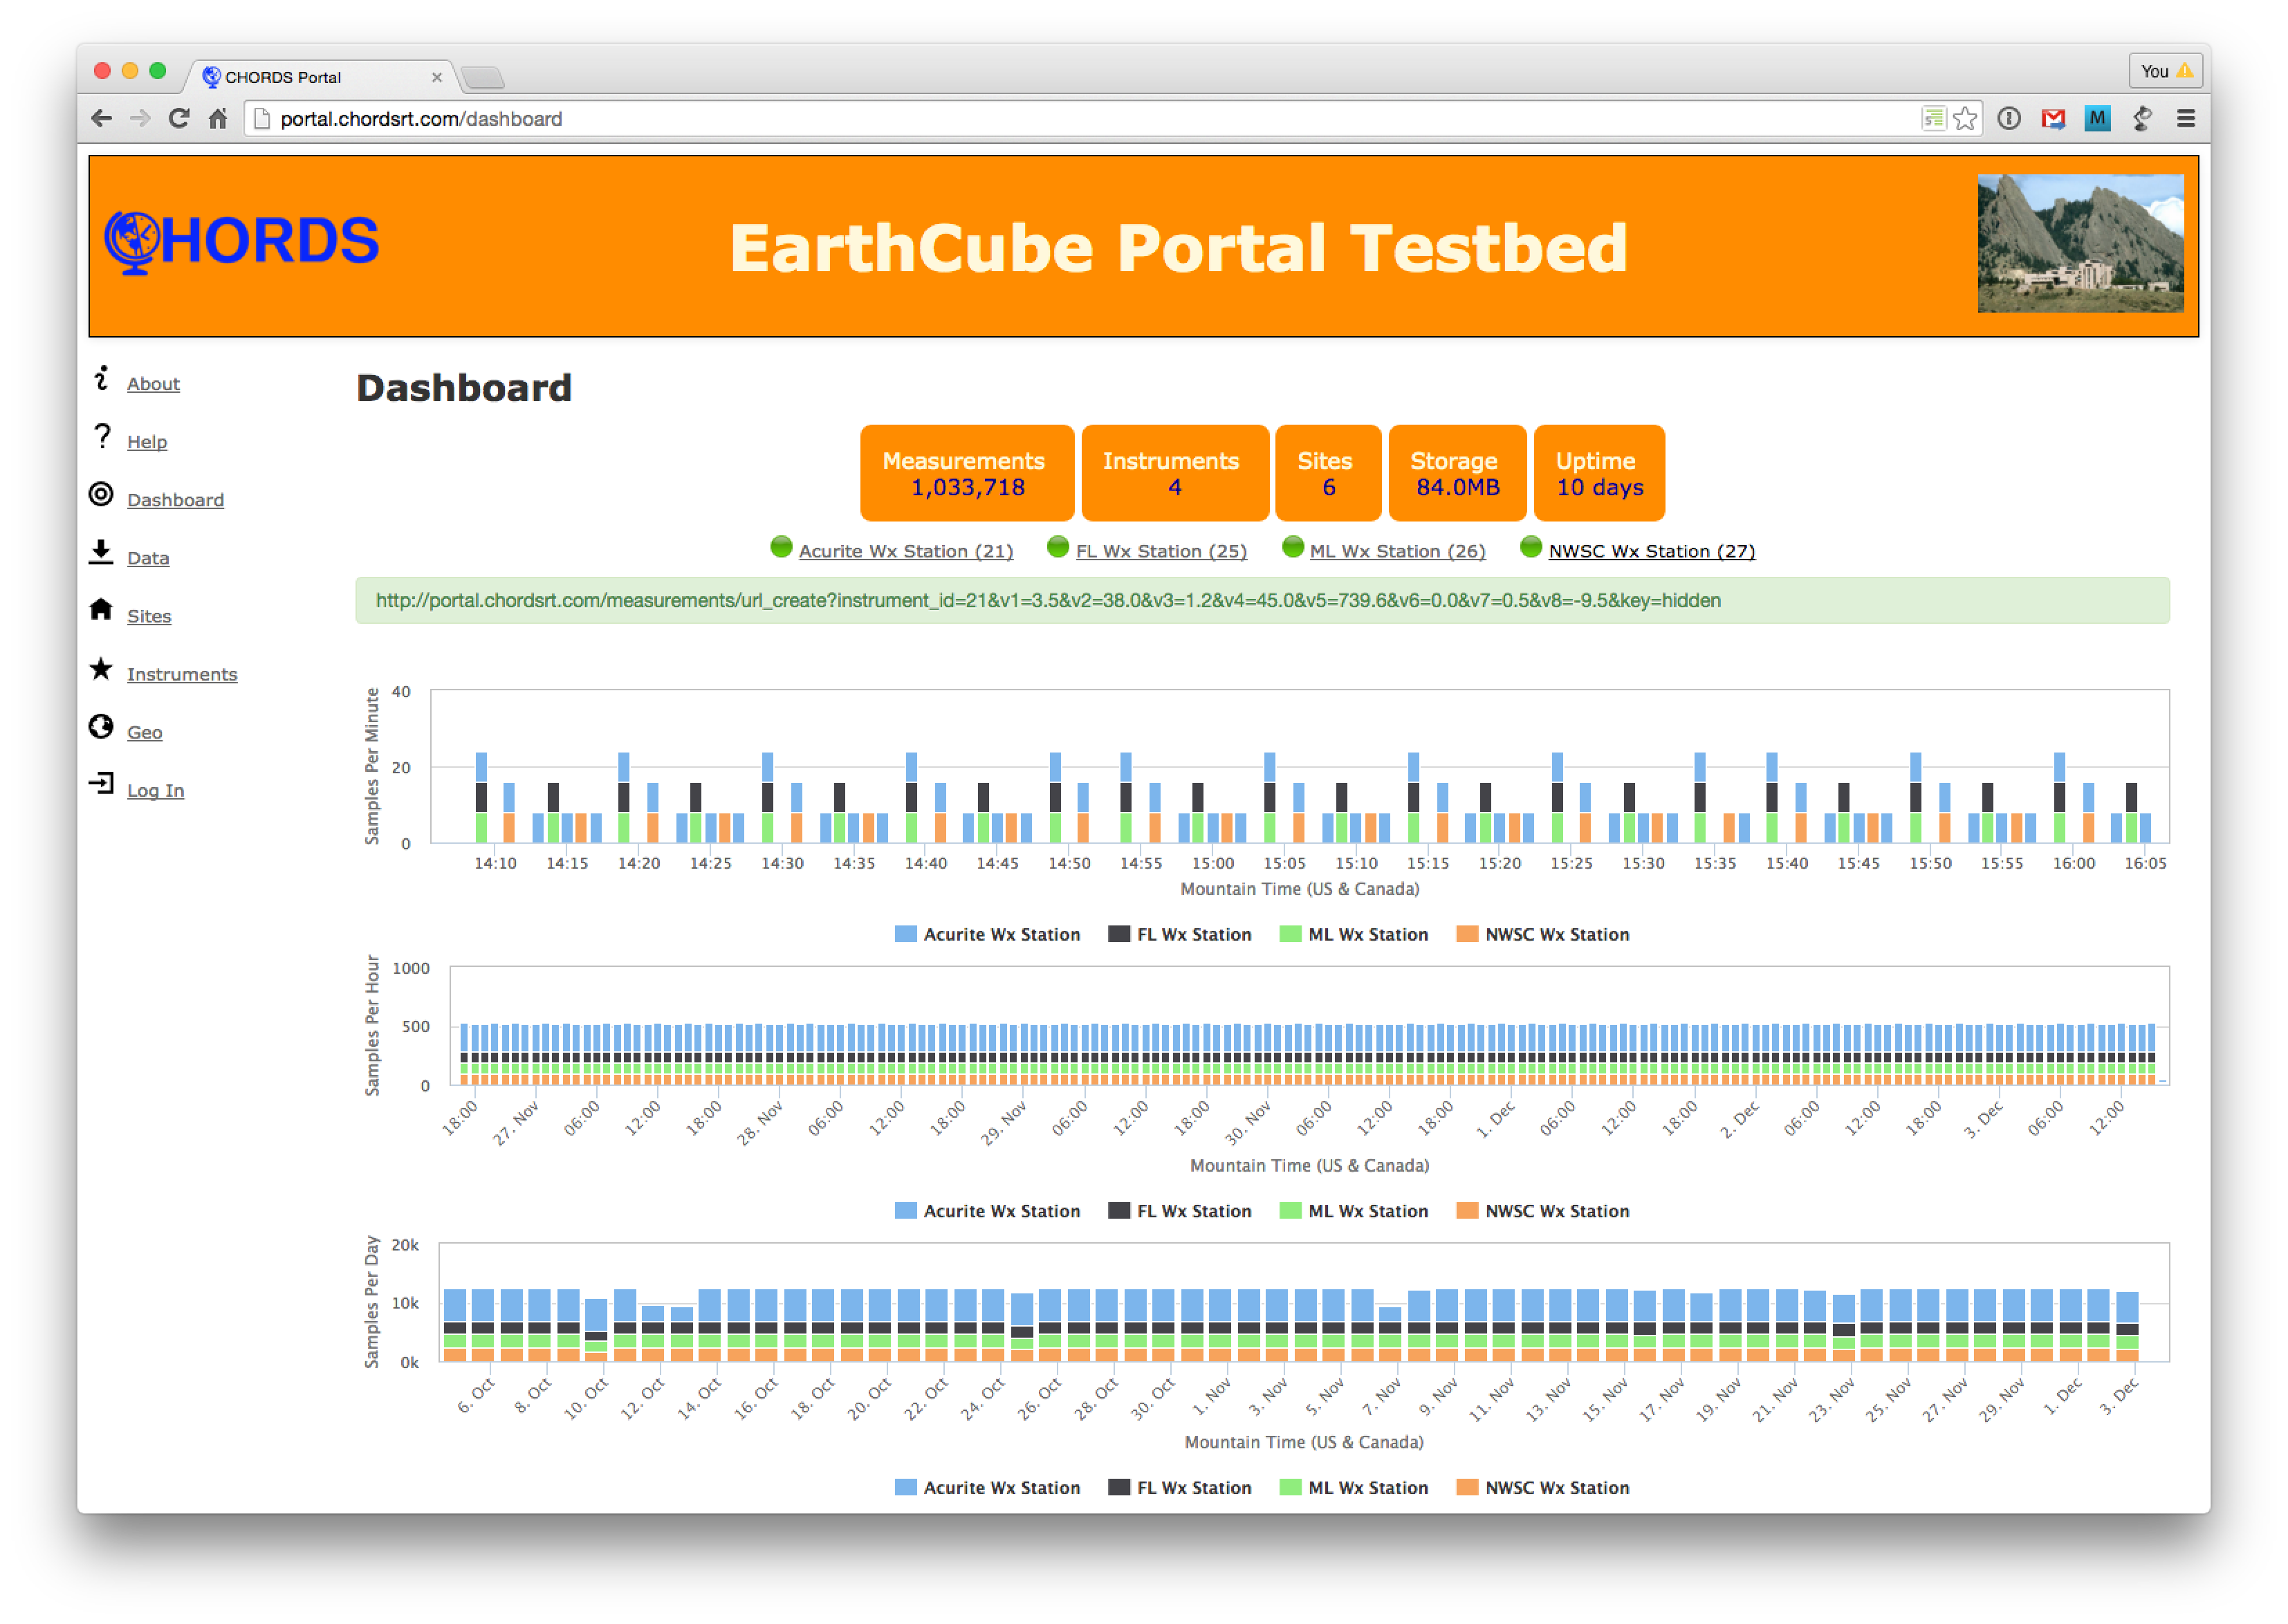 CHORDS Portal
You
portal.chordsrt.com/dashboard
M
CHORDS
EarthCube Portal Testbed
About
Help
Dashboard
Data
Sites
Instruments
Geo
Log In
Dashboard
Measurements
1,033,718
Instruments
4
Sites
6
Storage
84.0MB
Uptime
10 days
Acurite Wx Station (21) FL Wx Station (25) ML Wx Station (26) NWSC Wx Station (27)
http://portal.chordsrt.com/measurements/url_create?instrument_id=21&v1=3.5&v2=38.0&v3=1.2&v4=45.0&v5=739.6&v6=0.0&v7=0.5&v8=-9.5&key=hidden
Samples Per Minute
40
20
0
14:10 14:15 14:20 14:25 14:30 14:35 14:40 14:45 14:50 14:55 15:00 15:05 15:10 15:15 15:20 15:25 15:30 15:35 15:40 15:45 15:50 15:55 16:00 16:05
Mountain Time (US & Canada)
Acurite Wx Station FL Wx Station ML Wx Station NWSC Wx Station
Samples Per Hour
1000
500
0
18:00 27. Nov 06:00 12:00 18:00 28. Nov 06:00 12:00 18:00 29. Nov 06:00 12:00 18:00 30. Nov 06:00 12:00 18:00 1. Dec 06:00 12:00 18:00 2. Dec 06:00 12:00 18:00 3. Dec 06:00 12:00
Mountain Time (US & Canada)
Acurite Wx Station FL Wx Station ML Wx Station NWSC Wx Station
Samples Per Day
20k
10k
0k
6. Oct 8. Oct 10. Oct 12. Oct 14. Oct 16. Oct 18. Oct 20. Oct 22. Oct 24. Oct 26. Oct 28. Oct 30. Oct 1. Nov 3. Nov 5. Nov 7. Nov 9. Nov 11. Nov 13. Nov 15. Nov 17. Nov 19. Nov 21. Nov 23. Nov 25. Nov 27. Nov 29. Nov 1. Dec 3. Dec
Mountain Time (US & Canada)
Acurite Wx Station FL Wx Station ML Wx Station NWSC Wx Station